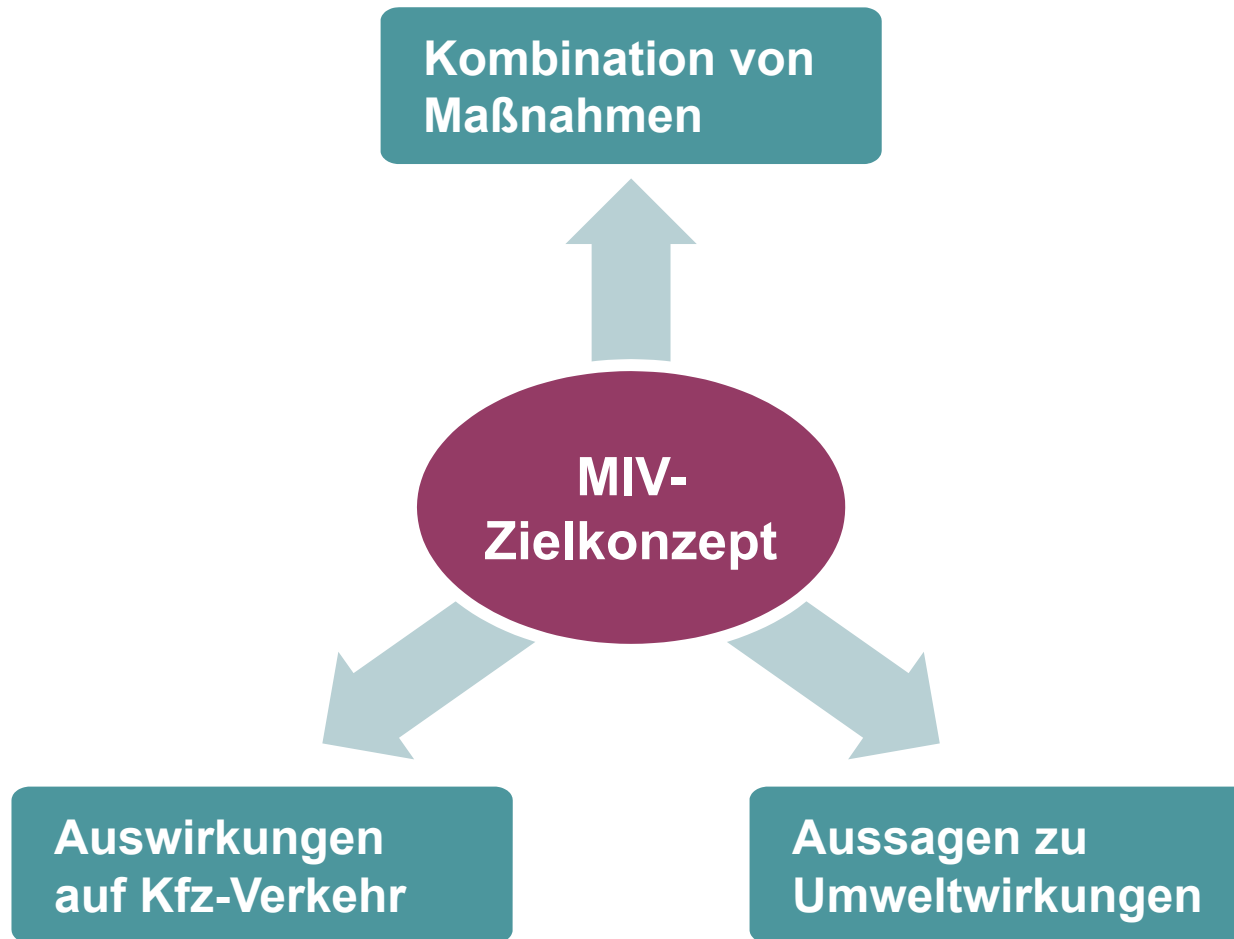 Kombination von
Maßnahmen
MIV-
Zielkonzept
Auswirkungen
auf Kfz-Verkehr
Aussagen zu
Umweltwirkungen